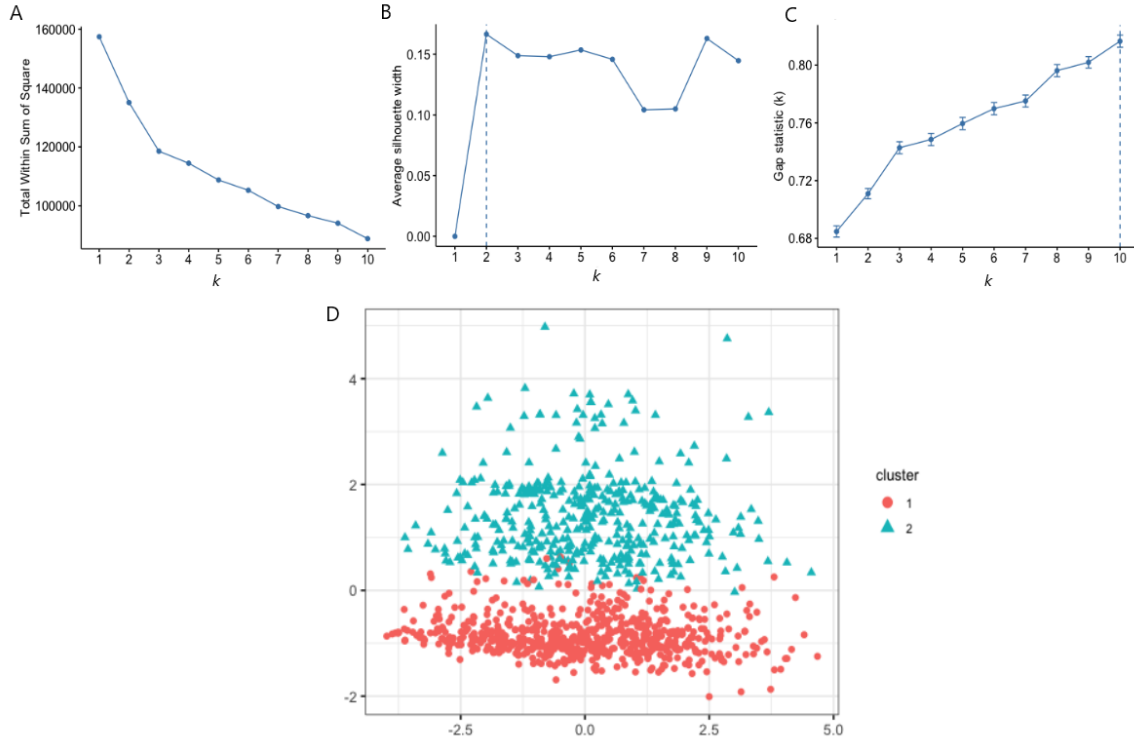 A
Total Within Sum of Square
160000
140000
120000
100000
1 2 3 4 5 6 7 8 9 10
k
B
Average silhouette width
0.15
0.10
0.05
0.00
1 2 3 4 5 6 7 8 9 10
k
C
Gap statistic (k)
0.80
0.76
0.72
0.68
1 2 3 4 5 6 7 8 9 10
k
D
4
2
0
-2
-2.5 0.0 2.5 5.0
cluster
1
2